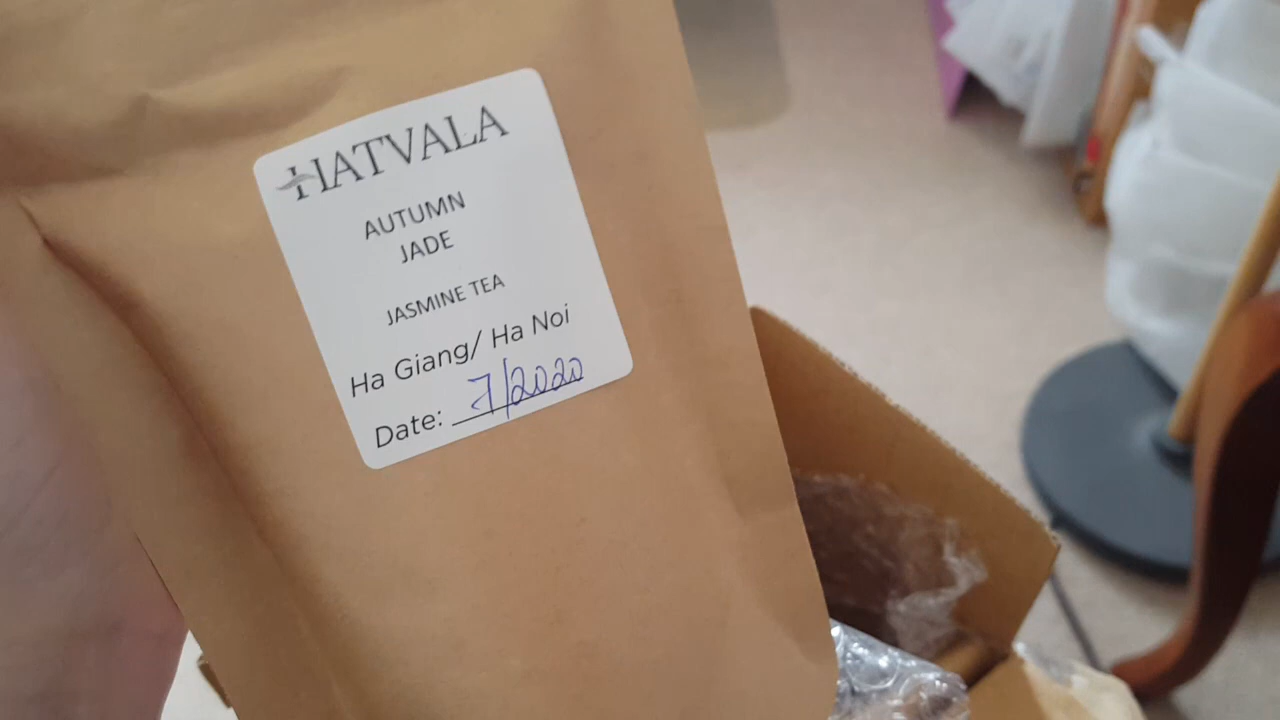 HATVALA
AUTUMN
JADE
JASMINE TEA
Ha Giang/ Ha Noi
Date: 7/2020